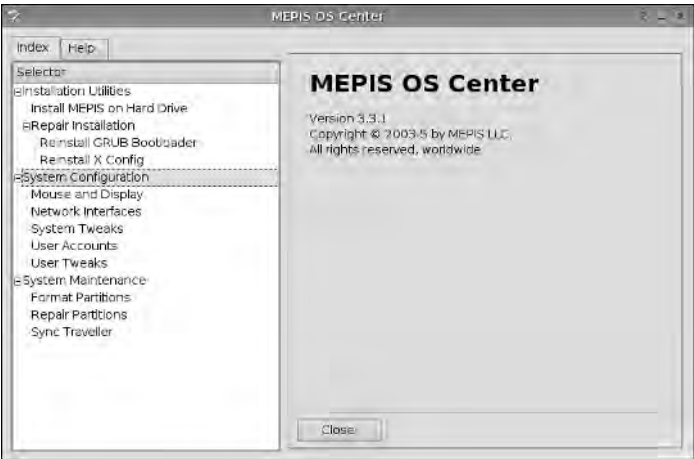 MEPIS OS Center
Index
Help
Selector
Installation Utilities
Install MEPIS on Hard Drive
Repair Installation
Reinstall GRUB Bootloader
Reinstall X Config
System Configuration
Mouse and Display
Network Interfaces
System Tweaks
User Accounts
User Tweaks
System Maintenance
Format Partitions
Repair Partitions
Sync Traveller
MEPIS OS Center
Version 3.3.1
Copyright © 2003-5 by MEPIS LLC.
All rights reserved, worldwide.
Close